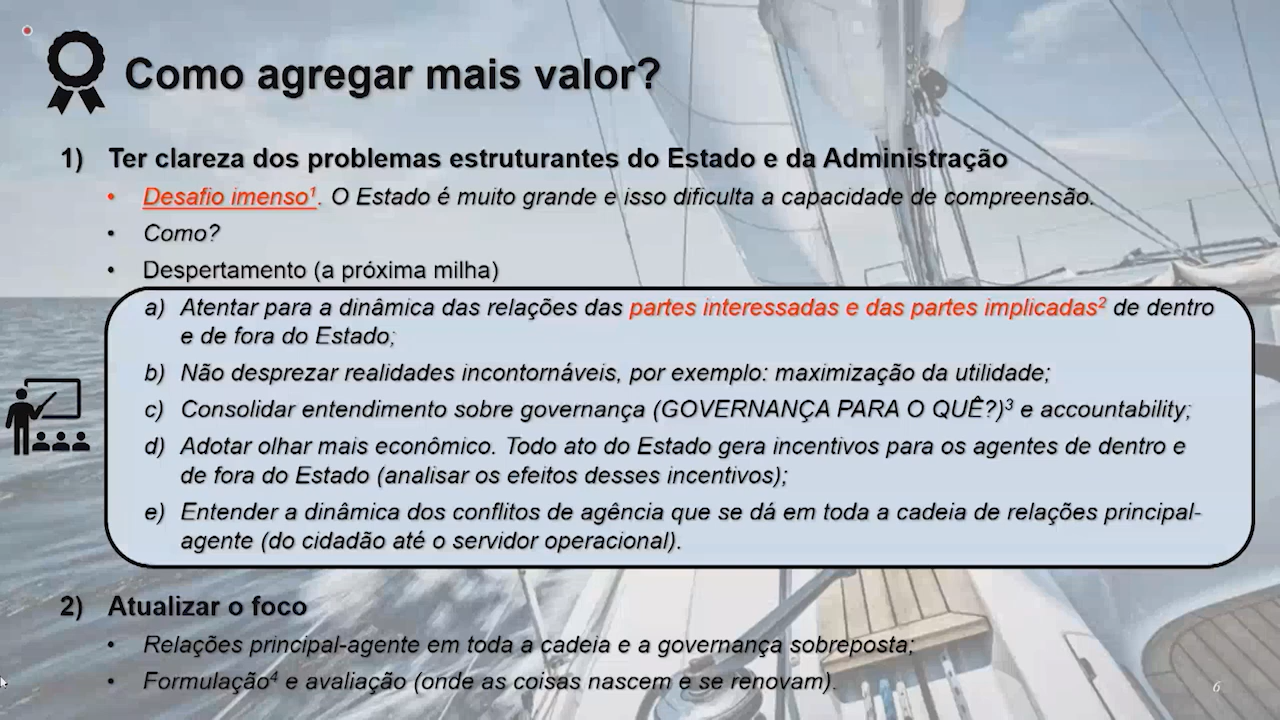 Como agregar mais valor?
1) Ter clareza dos problemas estruturantes do Estado e da Administração
• Desafio imenso¹. O Estado é muito grande e isso dificulta a capacidade de compreensão.
• Como?
• Despertamento (a próxima milha)
a) Atentar para a dinâmica das relações das partes interessadas e das partes implicadas² de dentro
e de fora do Estado;
b) Não desprezar realidades incontornáveis, por exemplo: maximização da utilidade;
c) Consolidar entendimento sobre governança (GOVERNANÇA PARA O QUÊ?)³ e accountability;
d) Adotar olhar mais econômico. Todo ato do Estado gera incentivos para os agentes de dentro e
de fora do Estado (analisar os efeitos desses incentivos);
e) Entender a dinâmica dos conflitos de agência que se dá em toda a cadeia de relações principal-
agente (do cidadão até o servidor operacional).
2) Atualizar o foco
• Relações principal-agente em toda a cadeia e a governança sobreposta;
• Formulação⁴ e avaliação (onde as coisas nascem e se renovam).
6